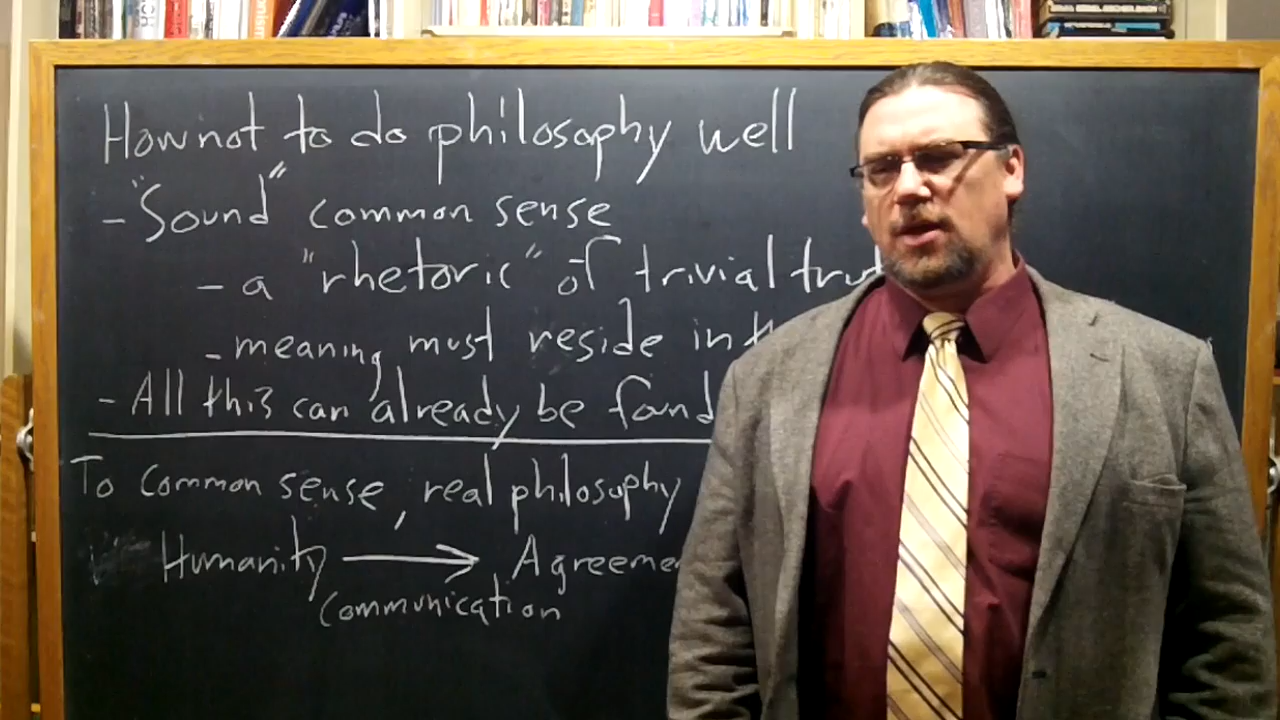 How not to do philosophy well
- "Sound" common sense
- a "rhetoric" of trivial
- meaning must reside in
- All this can already be found
To common sense, real philosophy
Humanity → Agreeme
communication